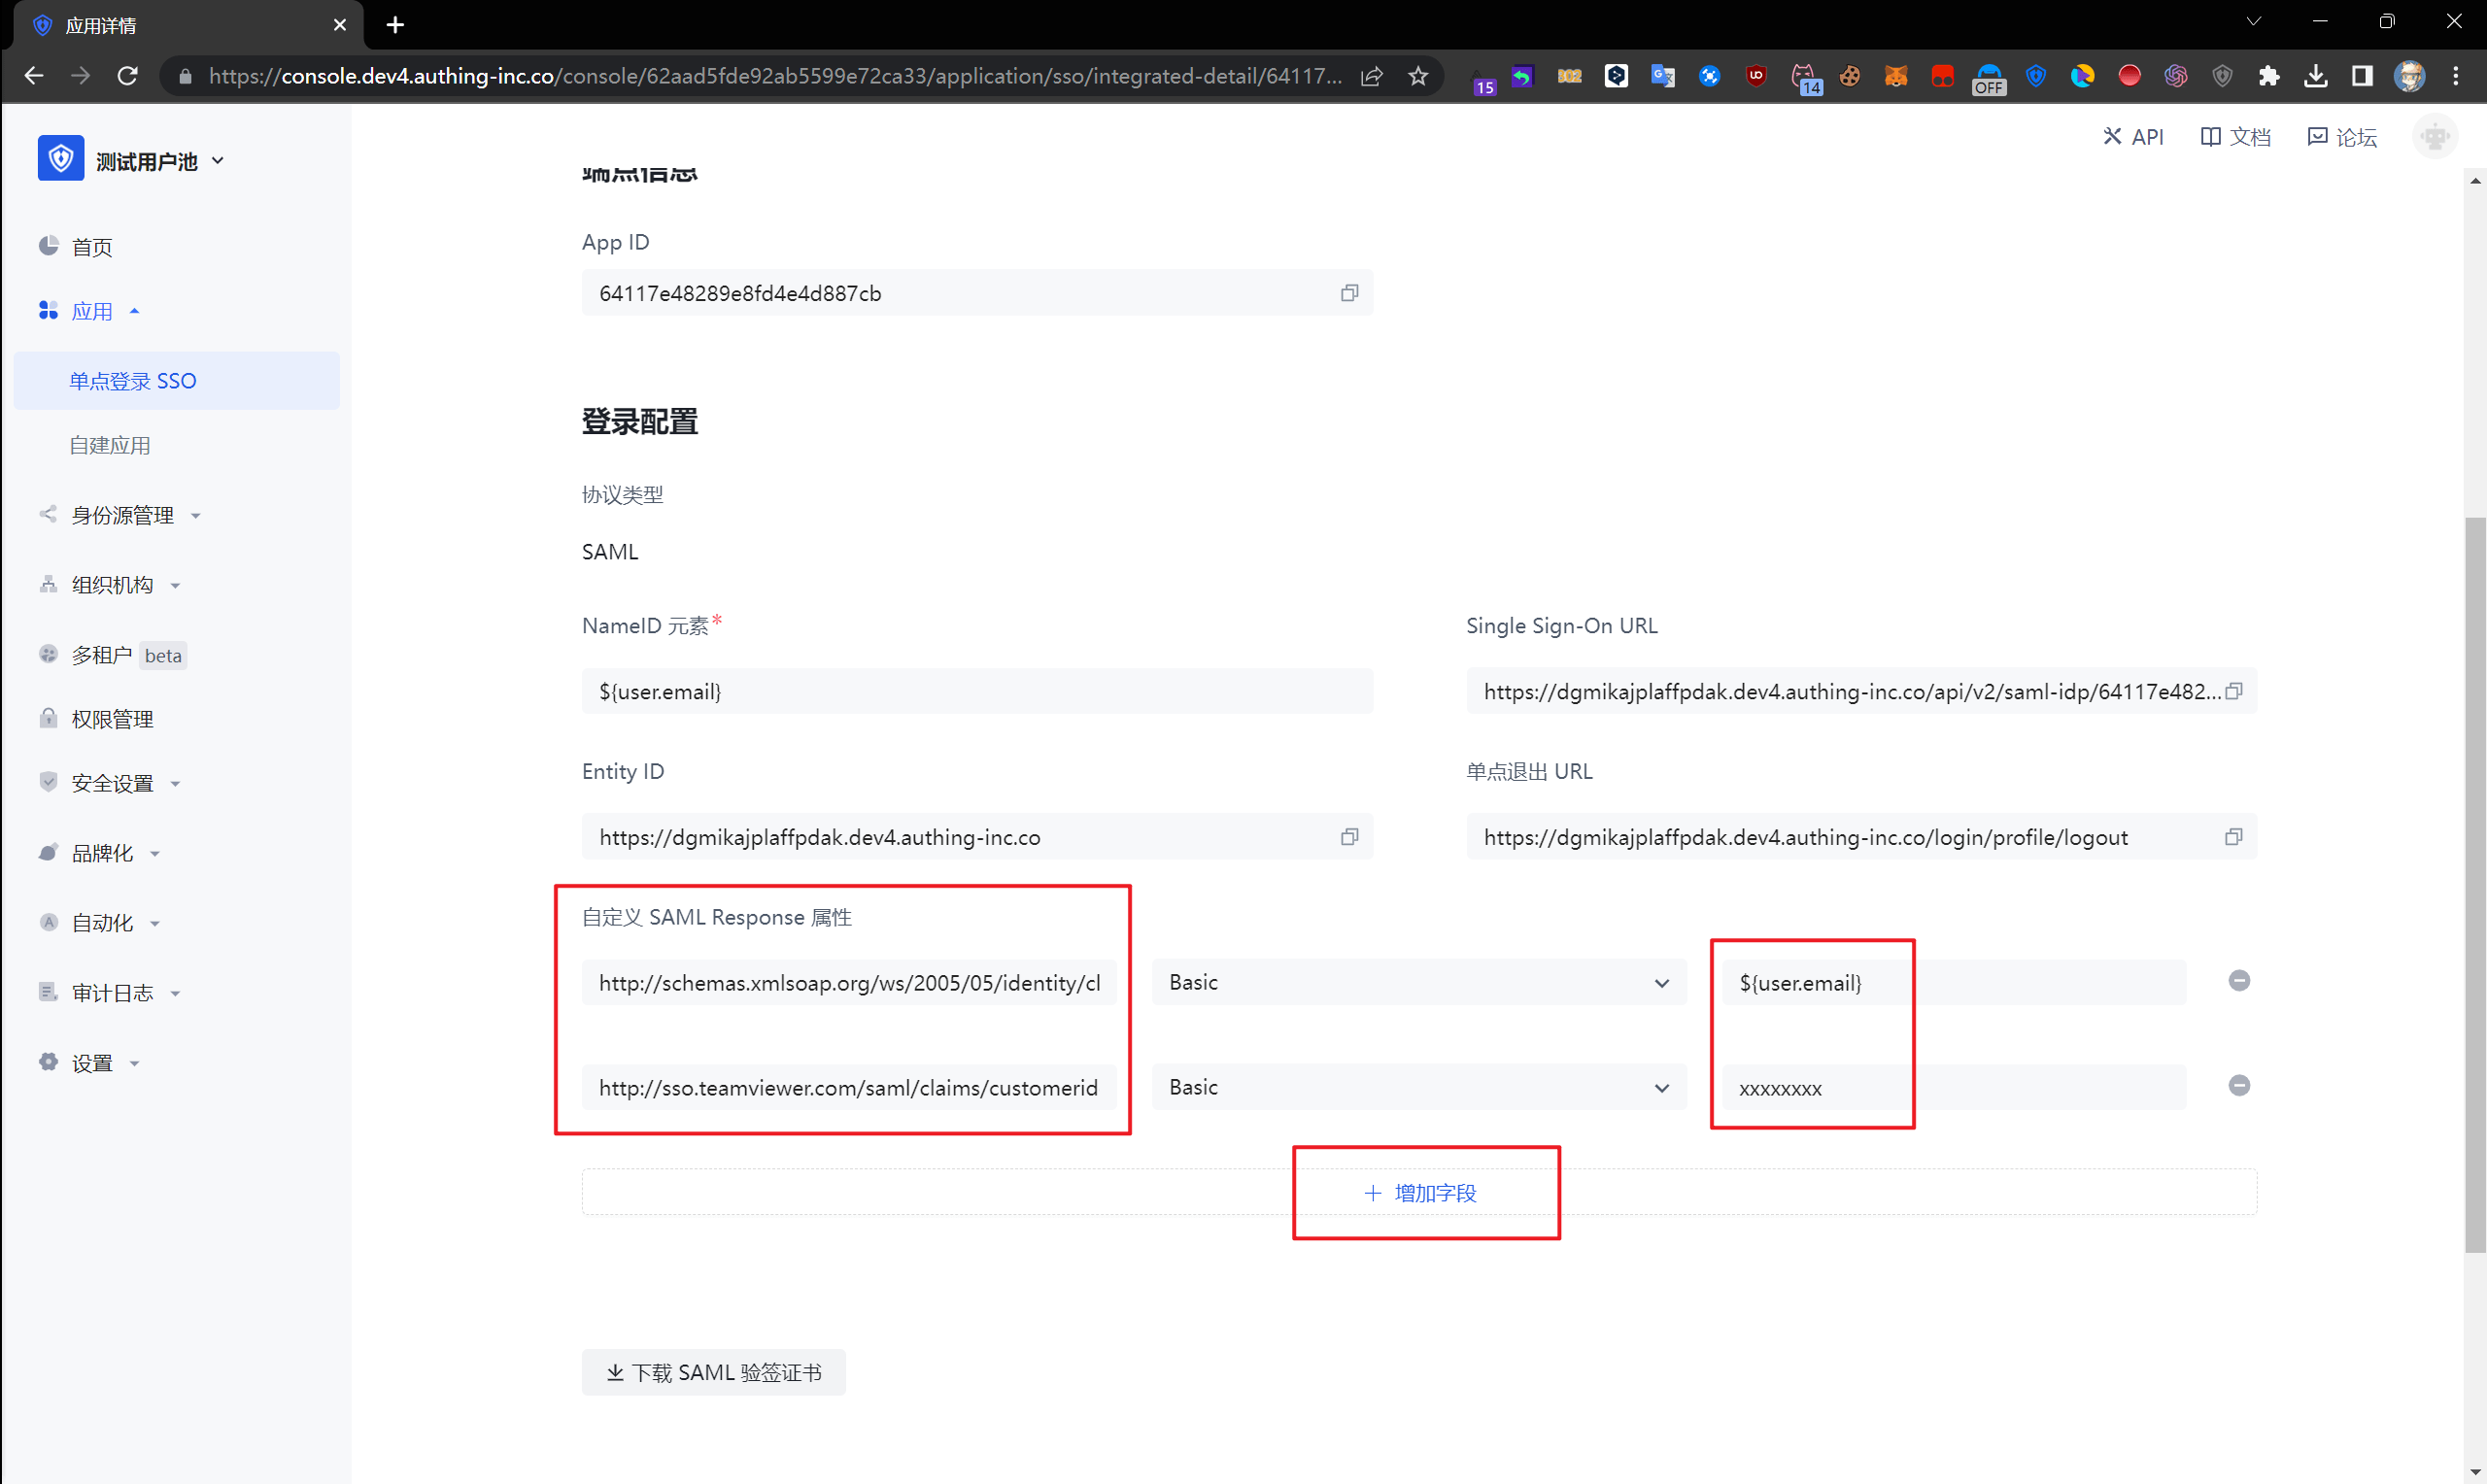 应用详情
https://console.dev4.authing-inc.co/console/62aad5fde92ab5599e72ca33/application/sso/integrated-detail/64117...
15
302
14
OFF
测试用户池
API
文档
论坛
首页
应用
单点登录 SSO
自建应用
身份源管理
组织机构
多租户 beta
权限管理
安全设置
品牌化
自动化
审计日志
设置
端点信息
App ID
64117e48289e8fd4e4d887cb
登录配置
协议类型
SAML
NameID 元素*
Single Sign-On URL
${user.email}
https://dgmikajplaffpdak.dev4.authing-inc.co/api/v2/saml-idp/64117e482...
Entity ID
单点退出 URL
https://dgmikajplaffpdak.dev4.authing-inc.co
https://dgmikajplaffpdak.dev4.authing-inc.co/login/profile/logout
自定义 SAML Response 属性
http://schemas.xmlsoap.org/ws/2005/05/identity/cl
Basic
${user.email}
http://sso.teamviewer.com/saml/claims/customerid
Basic
xxxxxxxx
+ 增加字段
下载 SAML 验签证书